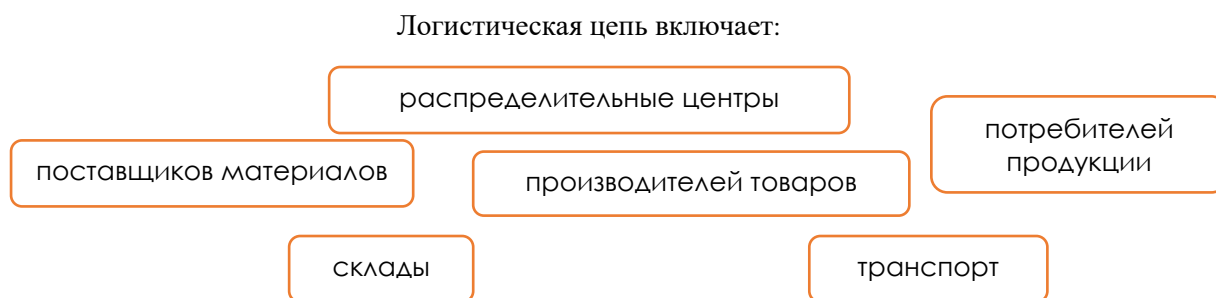 Логистическая цепь включает:
распределительные центры
потребителей
продукции
поставщиков материалов
производителей товаров
склады
транспорт